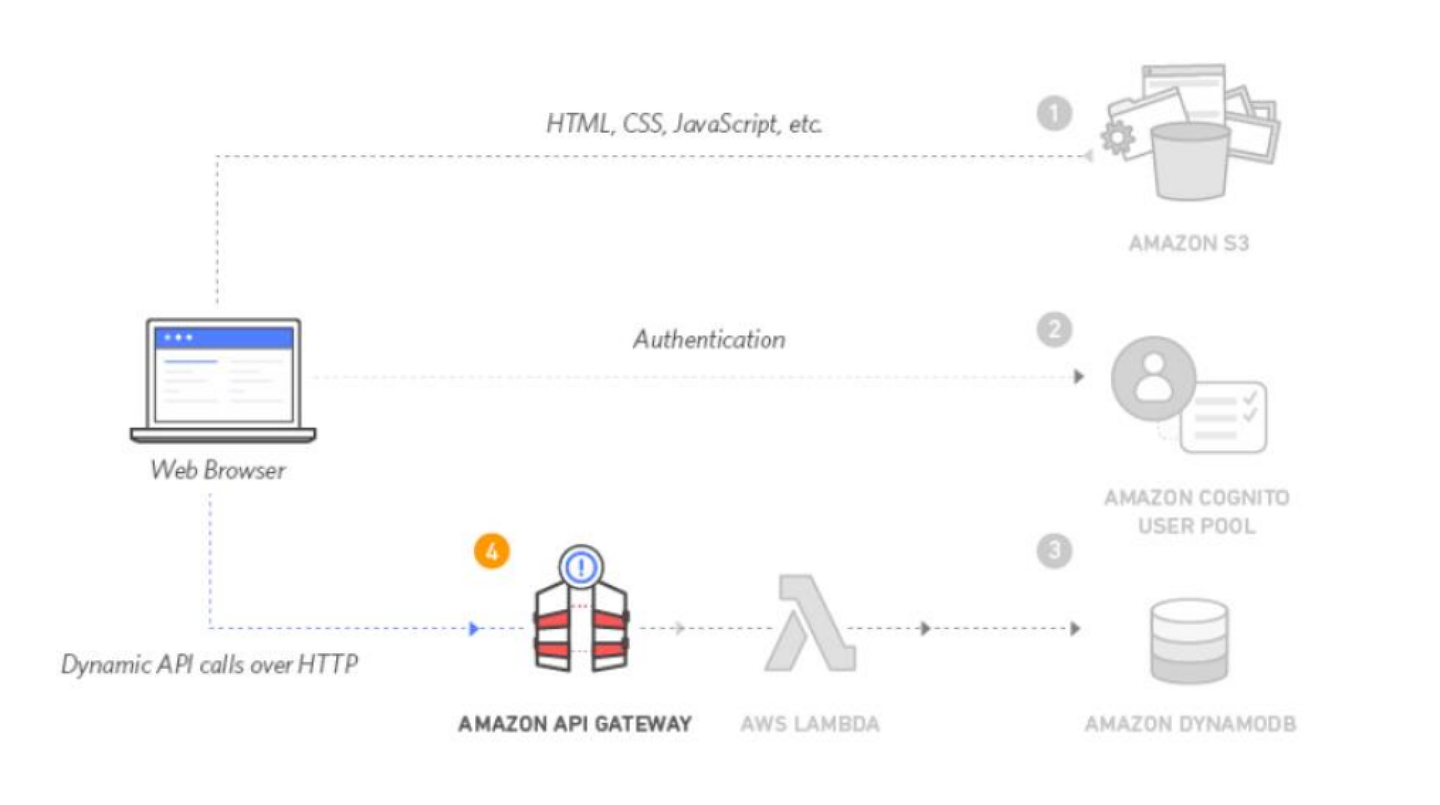 HTML, CSS, JavaScript, etc.
1
AMAZON S3
Authentication
2
Web Browser
AMAZON COGNITO
USER POOL
4
3
Dynamic API calls over HTTP
AMAZON API GATEWAY
AWS LAMBDA
AMAZON DYNAMODB